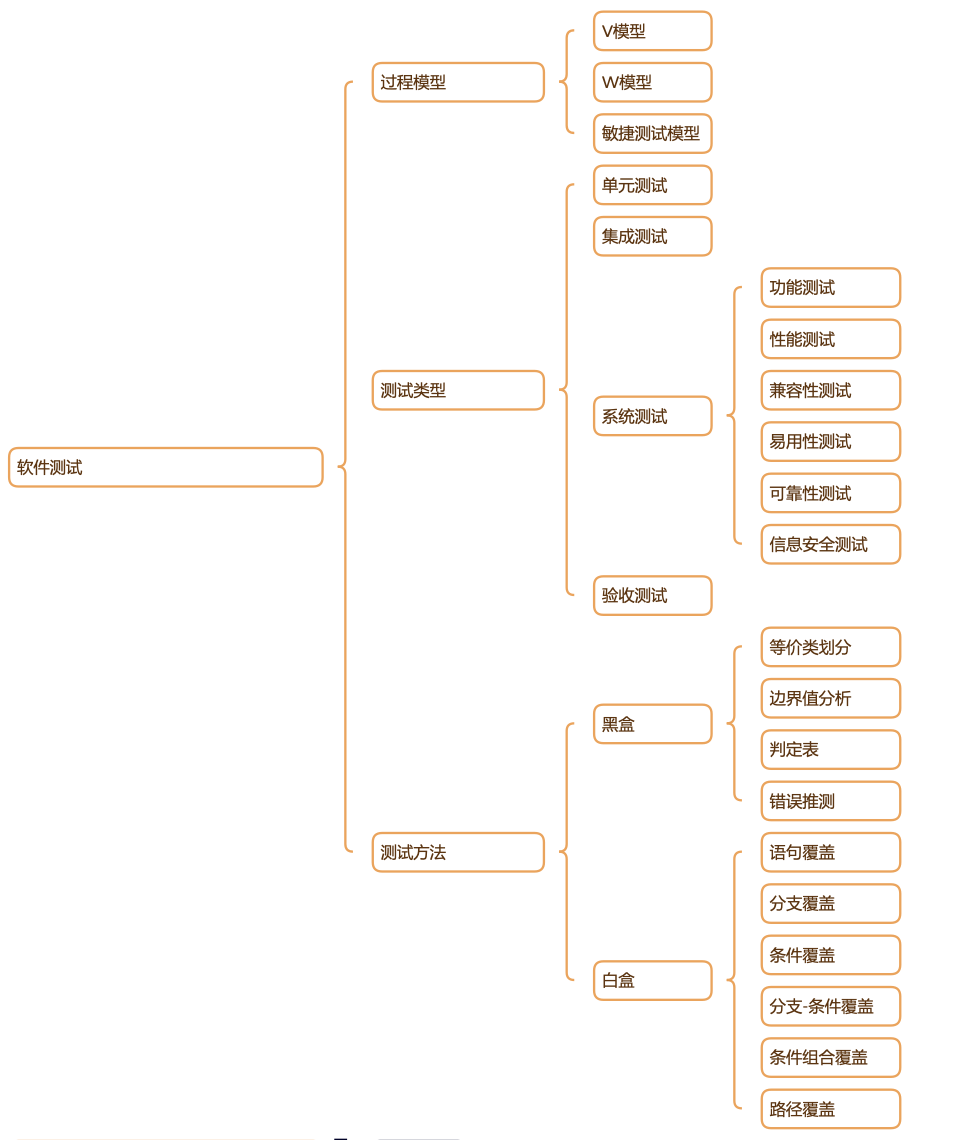 软件测试
过程模型
V模型
W模型
敏捷测试模型
测试类型
单元测试
集成测试
系统测试
功能测试
性能测试
兼容性测试
易用性测试
可靠性测试
信息安全测试
验收测试
测试方法
黑盒
等价类划分
边界值分析
判定表
错误推测
白盒
语句覆盖
分支覆盖
条件覆盖
分支-条件覆盖
条件组合覆盖
路径覆盖